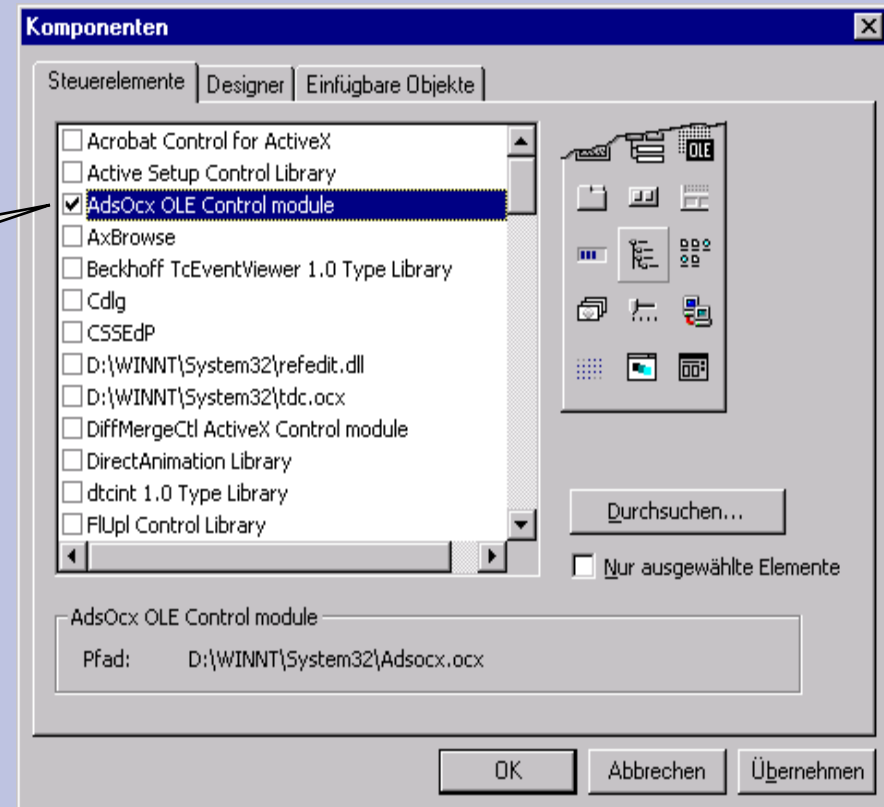 Komponenten
Steuerelemente
Designer
Einfügbare Objekte
Acrobat Control for ActiveX
Active Setup Control Library
AdsOcx OLE Control module
AxBrowse
Beckhoff TcEventViewer 1.0 Type Library
Cdlg
CSSEdP
D:\WINNT\System32\refedit.dll
D:\WINNT\System32\tdc.ocx
DiffMergeCtl ActiveX Control module
DirectAnimation Library
dtcint 1.0 Type Library
FlUpl Control Library
OLE
Durchsuchen...
Nur ausgewählte Elemente
AdsOcx OLE Control module
Pfad: D:\WINNT\System32\Adsocx.ocx
OK
Abbrechen
Übernehmen